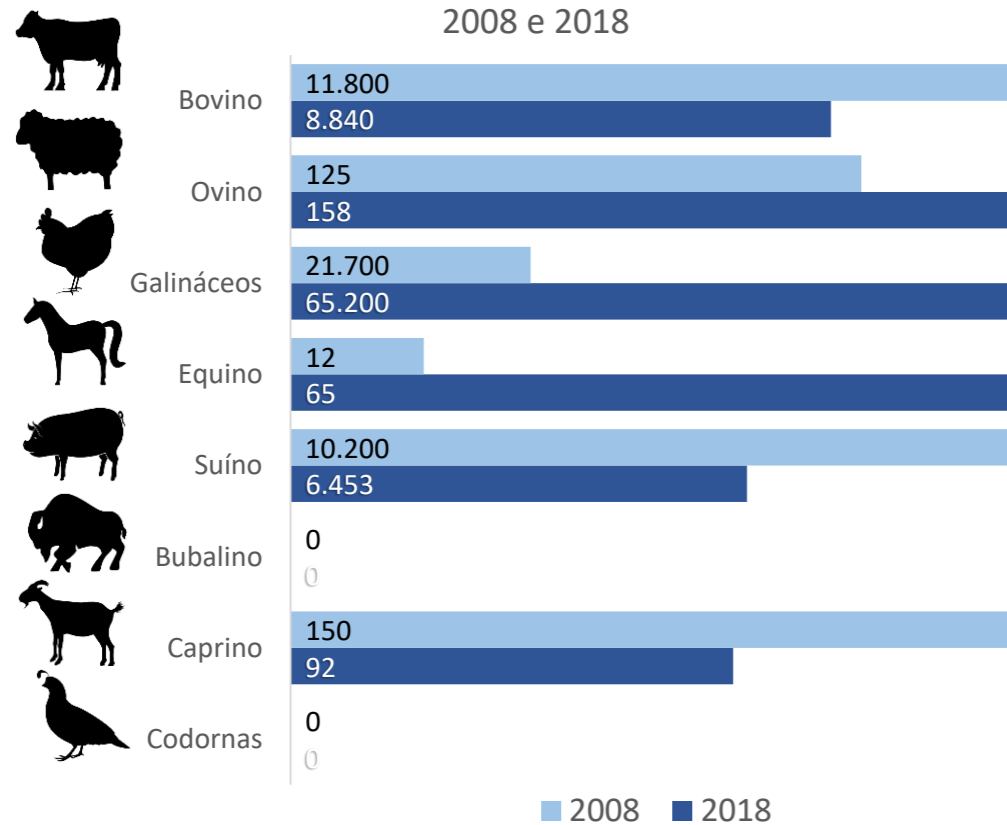 2008 e 2018
Bovino
11.800
8.840
Ovino
125
158
Galináceos
21.700
65.200
Equino
12
65
Suíno
10.200
6.453
Bubalino
0
0
Caprino
150
92
Codornas
0
0
2008 2018